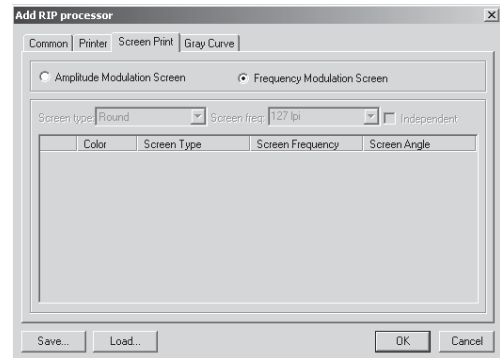 Add RIP processor
Common Printer Screen Print Gray Curve
Amplitude Modulation Screen Frequency Modulation Screen
Screen type: Round Screen freq: 127 lpi Independent
Color Screen Type Screen Frequency Screen Angle
Save... Load... OK Cancel